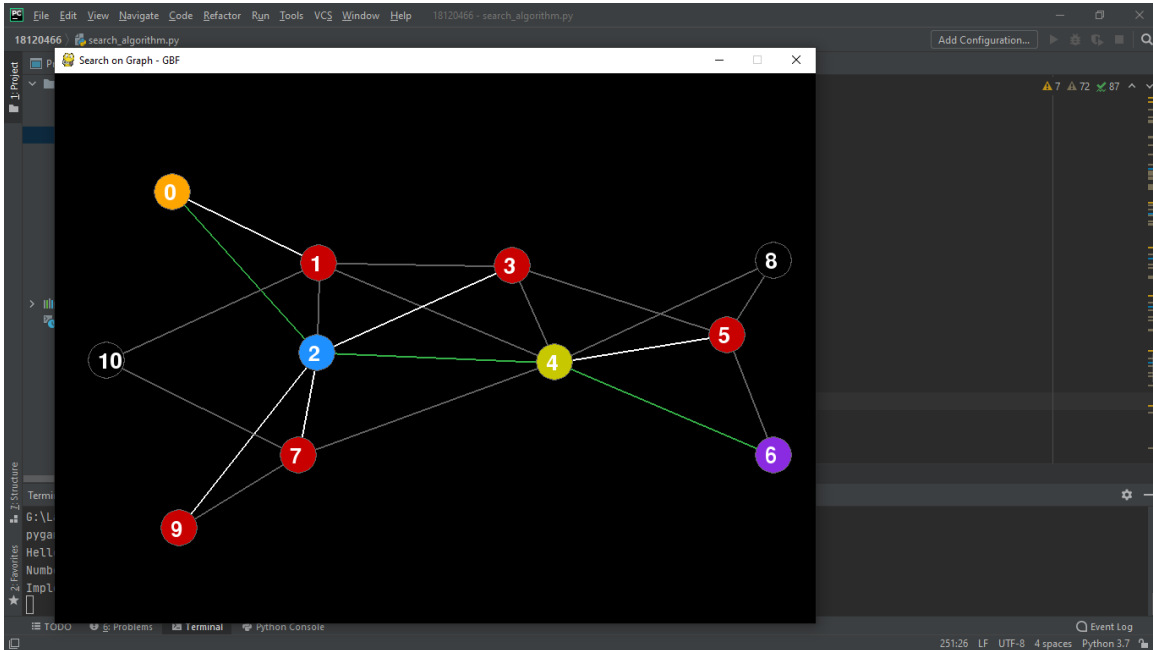 File Edit View Navigate Code Refactor Run Tools VCS Window Help 18120466 - search_algorithm.py
18120466 search_algorithm.py Add Configuration...
1: Project
Search on Graph - GBF
7 72 87
0
1
3
8
5
2
4
10
7
6
9
7: Structure
2: Favorites
Termi
G:\L
pyga
Hell
Numb
Impl
TODO 6: Problems Terminal Python Console Event Log
251:26 LF UTF-8 4 spaces Python 3.7